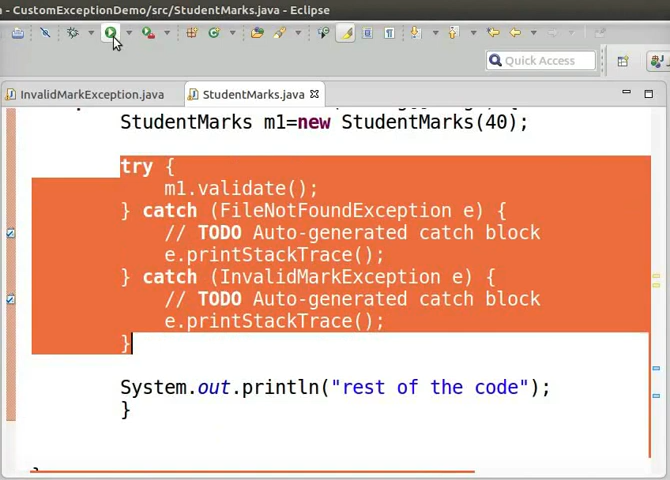 CustomExceptionDemo/src/StudentMarks.java - Eclipse
Quick Access
InvalidMarkException.java
StudentMarks.java
StudentMarks m1=new StudentMarks(40);
try {
m1.validate();
} catch (FileNotFoundException e) {
// TODO Auto-generated catch block
e.printStackTrace();
} catch (InvalidMarkException e) {
// TODO Auto-generated catch block
e.printStackTrace();
}
System.out.println("rest of the code");
}